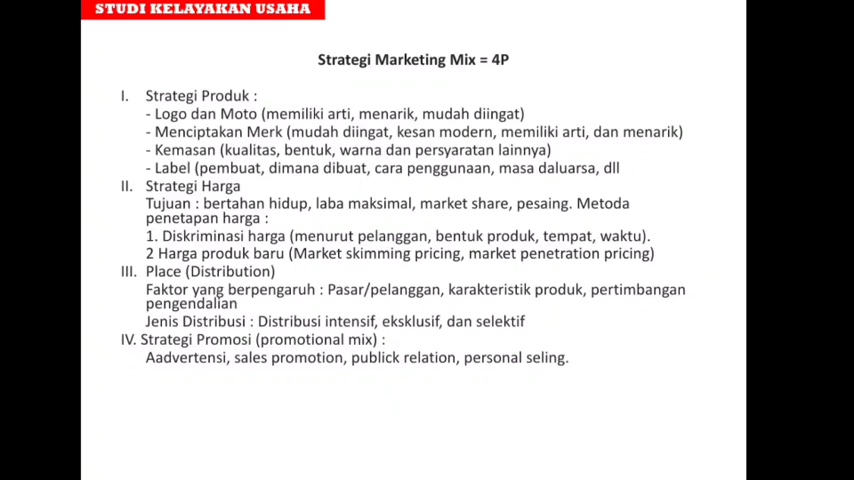 STUDI KELAYAKAN USAHA
Strategi Marketing Mix = 4P
I. Strategi Produk :
- Logo dan Moto (memiliki arti, menarik, mudah diingat)
- Menciptakan Merk (mudah diingat, kesan modern, memiliki arti, dan menarik)
- Kemasan (kualitas, bentuk, warna dan persyaratan lainnya)
- Label (pembuat, dimana dibuat, cara penggunaan, masa daluarsa, dll
II. Strategi Harga
Tujuan : bertahan hidup, laba maksimal, market share, pesaing. Metoda
penetapan harga :
1. Diskriminasi harga (menurut pelanggan, bentuk produk, tempat, waktu).
2 Harga produk baru (Market skimming pricing, market penetration pricing)
III. Place (Distribution)
Faktor yang berpengaruh : Pasar/pelanggan, karakteristik produk, pertimbangan
pengendalian
Jenis Distribusi : Distribusi intensif, eksklusif, dan selektif
IV. Strategi Promosi (promotional mix) :
Aadvertensi, sales promotion, publick relation, personal seling.